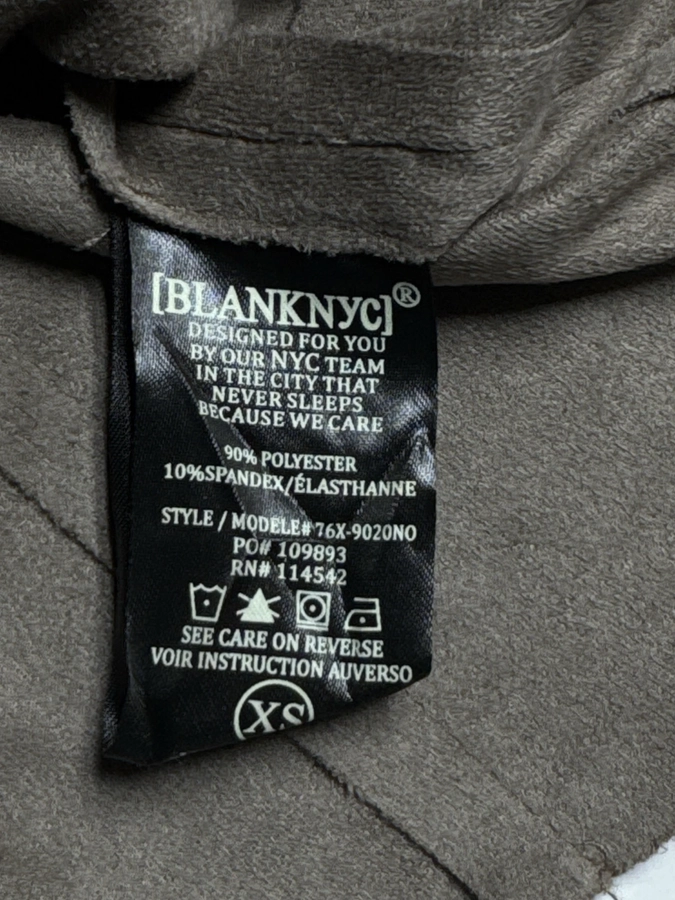 [BLANKNYC]®
DESIGNED FOR YOU
BY OUR NYC TEAM
IN THE CITY THAT
NEVER SLEEPS
BECAUSE WE CARE
90% POLYESTER
10%SPANDEX/ÉLASTHANNE
STYLE / MODELE# 76X-9020NO
PO# 109893
RN# 114542
SEE CARE ON REVERSE
VOIR INSTRUCTION AUVERSO
XS